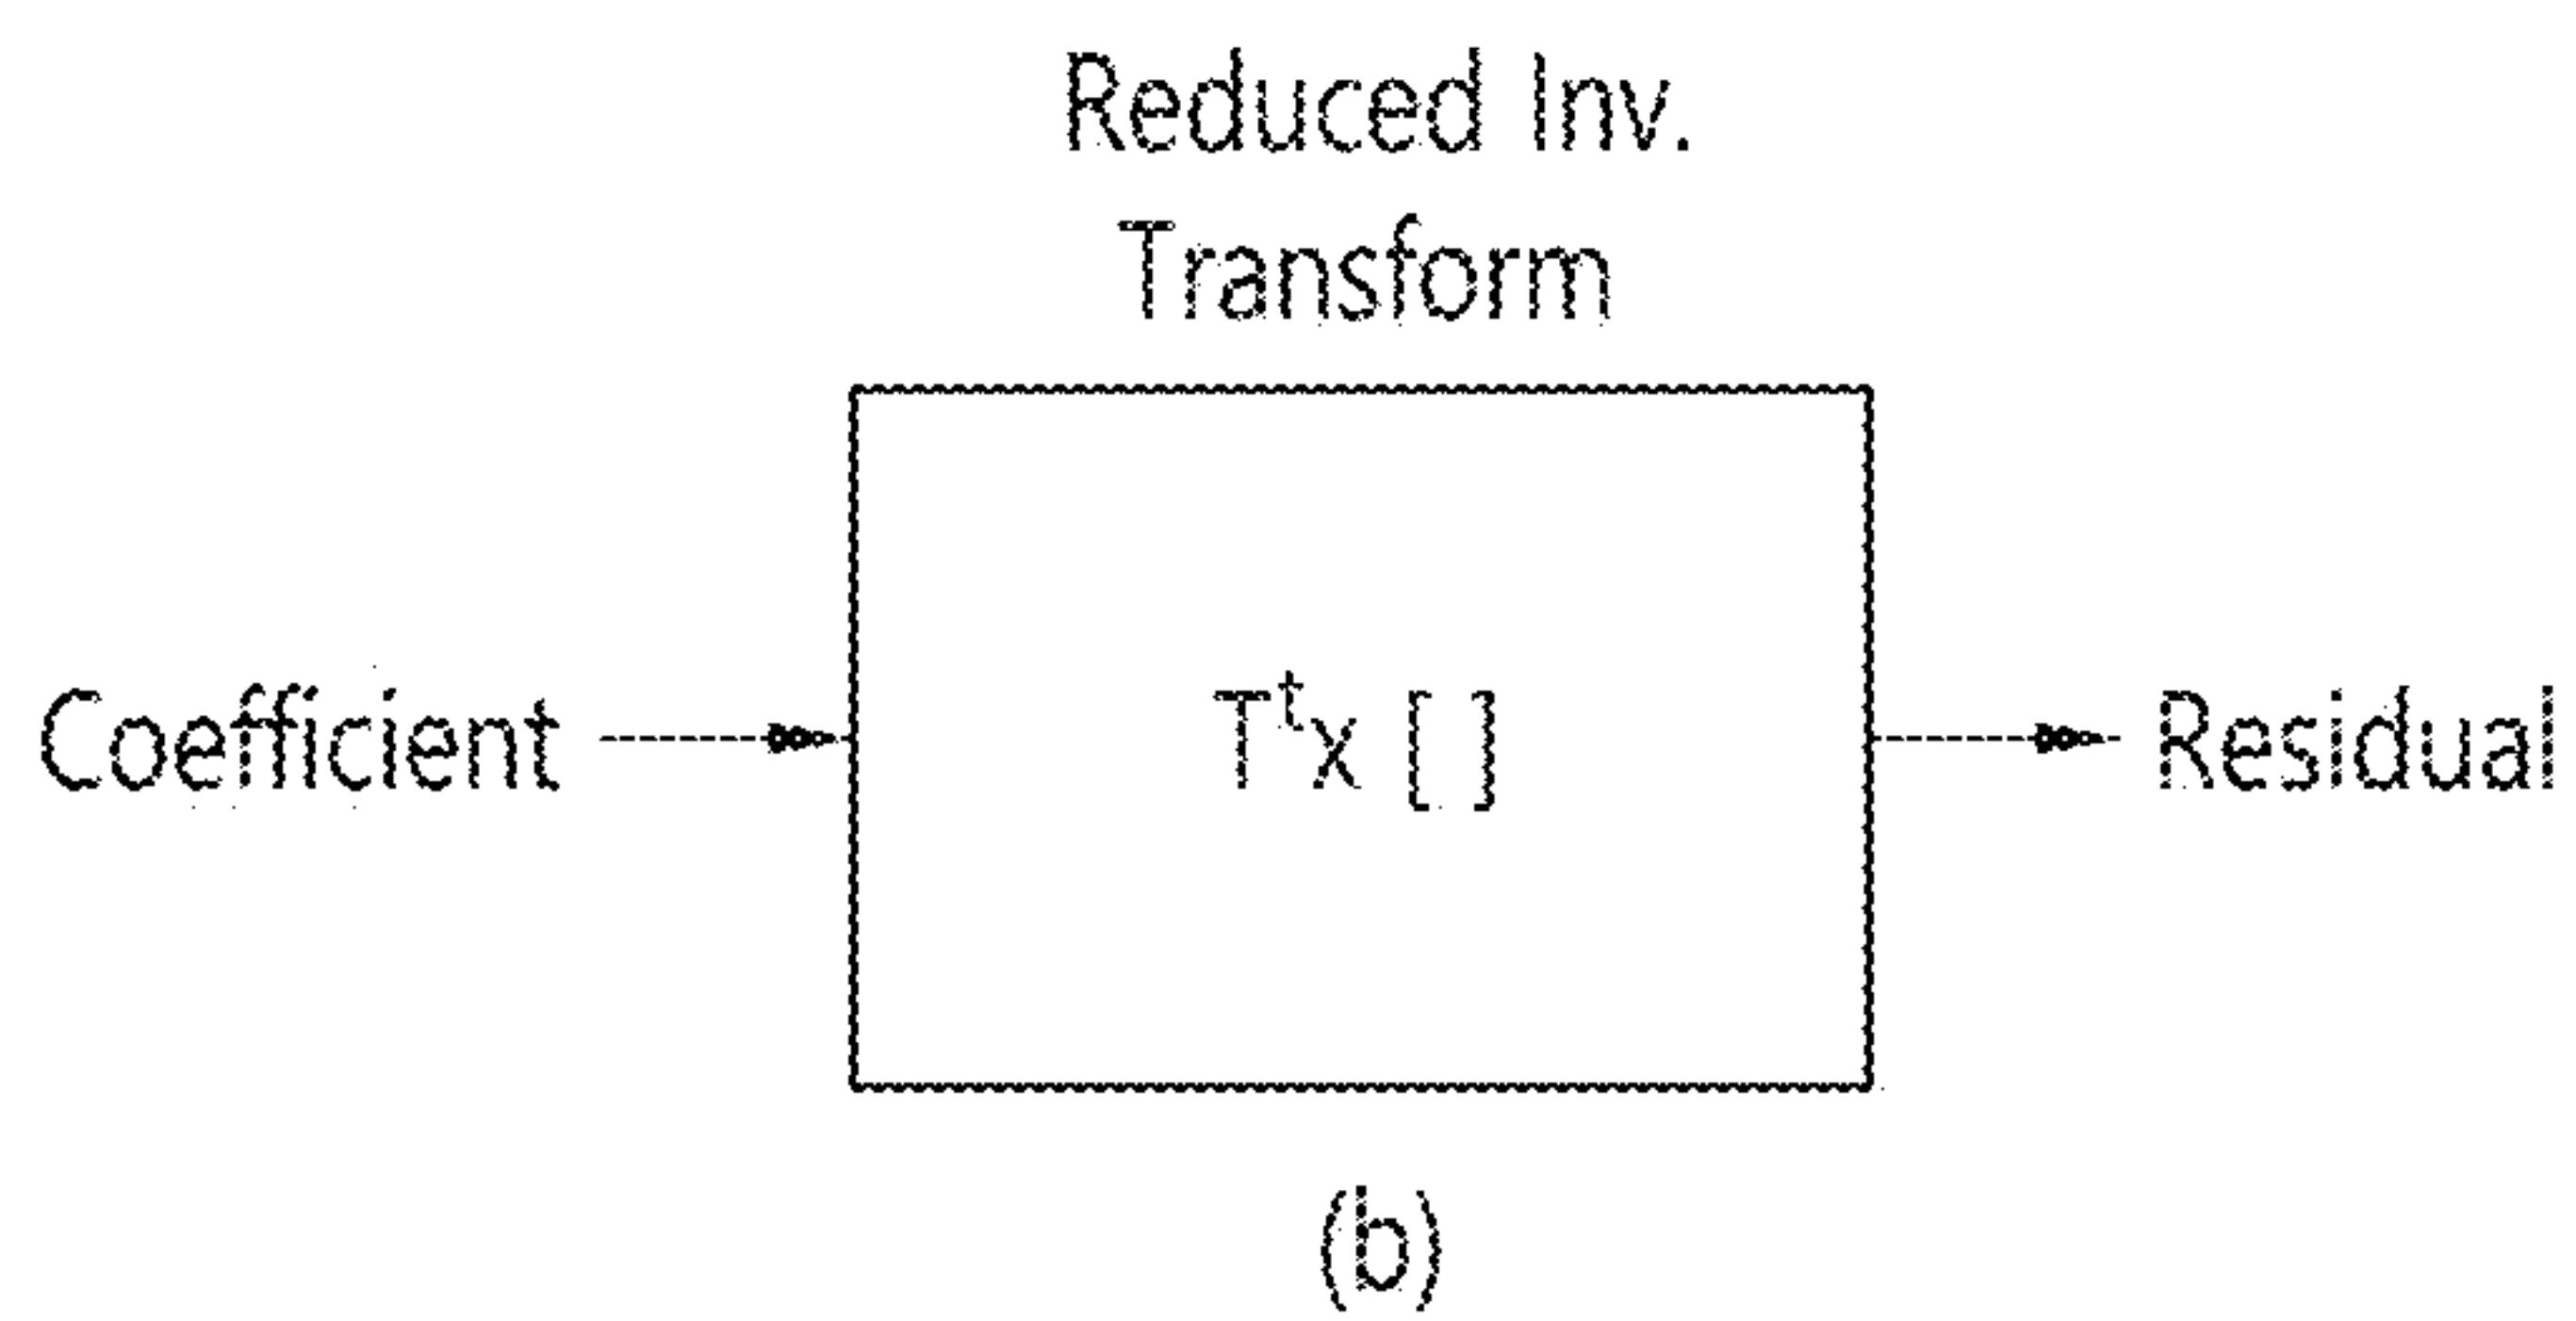 Reduced Inv.
Transform
Coefficient
Tᵗx [ ]
Residual
(b)